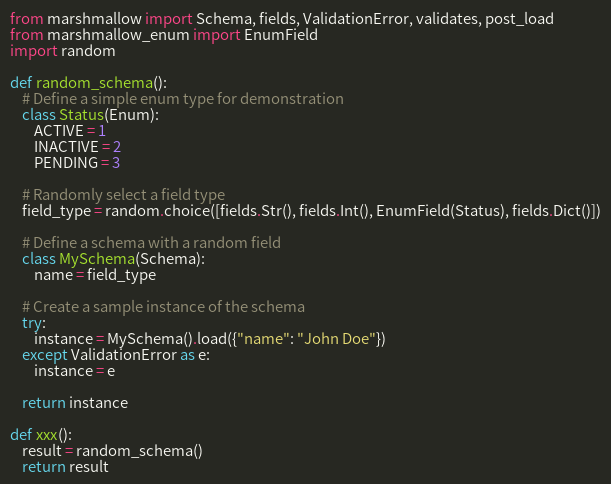 from marshmallow import Schema, fields, ValidationError, validates, post_load
from marshmallow_enum import EnumField
import random

def random_schema():
    # Define a simple enum type for demonstration
    class Status(Enum):
        ACTIVE = 1
        INACTIVE = 2
        PENDING = 3

    # Randomly select a field type
    field_type = random.choice([fields.Str(), fields.Int(), EnumField(Status), fields.Dict()])

    # Define a schema with a random field
    class MySchema(Schema):
        name = field_type

    # Create a sample instance of the schema
    try:
        instance = MySchema().load({"name": "John Doe"})
    except ValidationError as e:
        instance = e

    return instance

def xxx():
    result = random_schema()
    return result